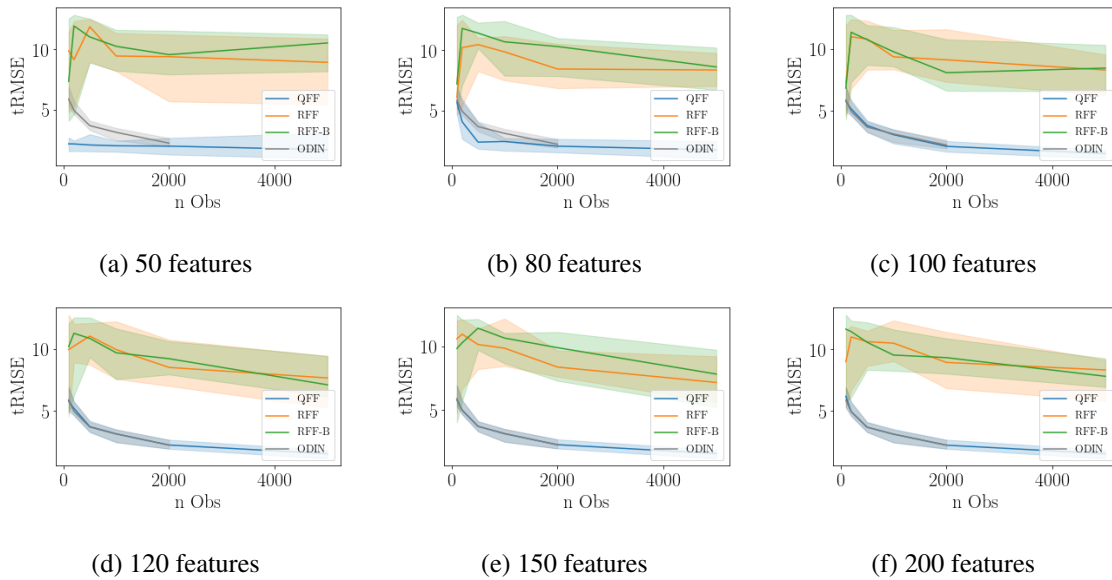 10
5
tRMSE
QFF
RFF
RFF-B
ODIN
0
2000
4000
n Obs
(a) 50 features
10
5
tRMSE
QFF
RFF
RFF-B
ODIN
0
2000
4000
n Obs
(b) 80 features
10
5
tRMSE
QFF
RFF
RFF-B
ODIN
0
2000
4000
n Obs
(c) 100 features
10
5
tRMSE
QFF
RFF
RFF-B
ODIN
0
2000
4000
n Obs
(d) 120 features
10
5
tRMSE
QFF
RFF
RFF-B
ODIN
0
2000
4000
n Obs
(e) 150 features
10
5
tRMSE
QFF
RFF
RFF-B
ODIN
0
2000
4000
n Obs
(f) 200 features